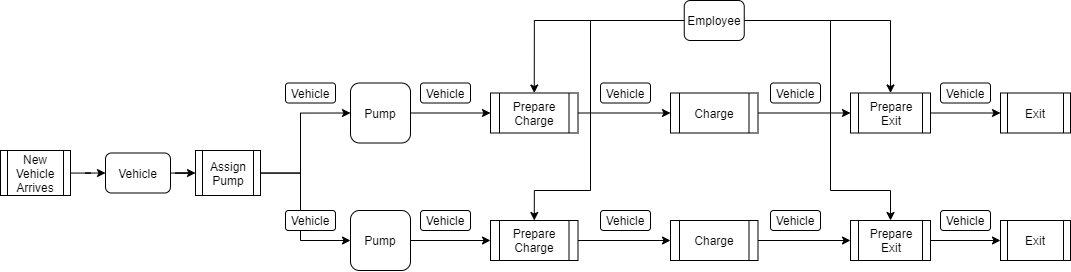 Employee
Vehicle
Vehicle
Vehicle
Vehicle
Vehicle
Pump
Prepare
Charge
Charge
Prepare
Exit
Exit
New
Vehicle
Arrives
Vehicle
Assign
Pump
Vehicle
Vehicle
Vehicle
Vehicle
Vehicle
Pump
Prepare
Charge
Charge
Prepare
Exit
Exit